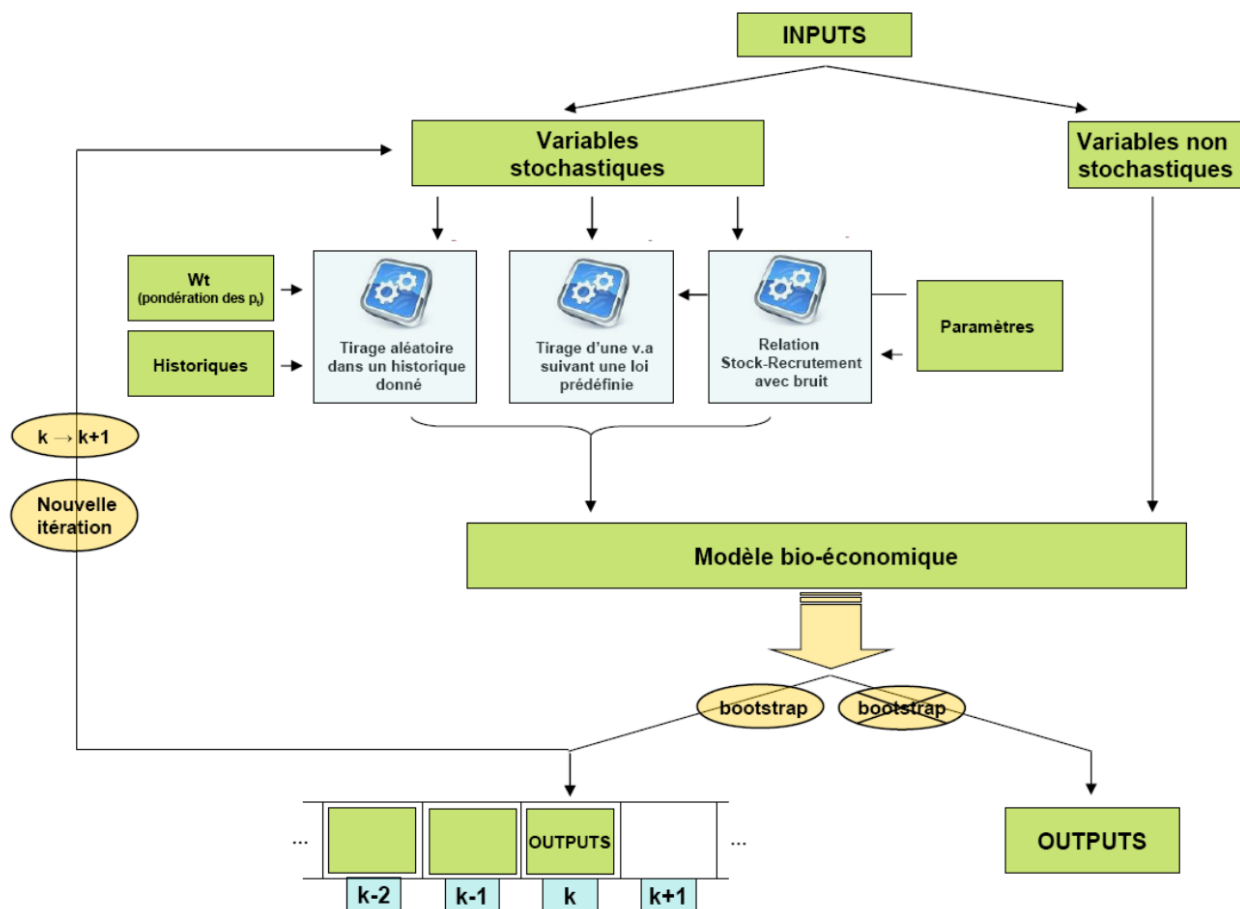 INPUTS
Variables
stochastiques
Variables non
stochastiques
Wt
(pondération des pt)
Historiques
Tirage aléatoire
dans un historique
donné
Tirage d'une v.a
suivant une loi
prédéfinie
Relation
Stock-Recrutement
avec bruit
Paramètres
k → k+1
Nouvelle
itération
Modèle bio-économique
bootstrap
bootstrap
...
OUTPUTS
...
OUTPUTS
k-2
k-1
k
k+1